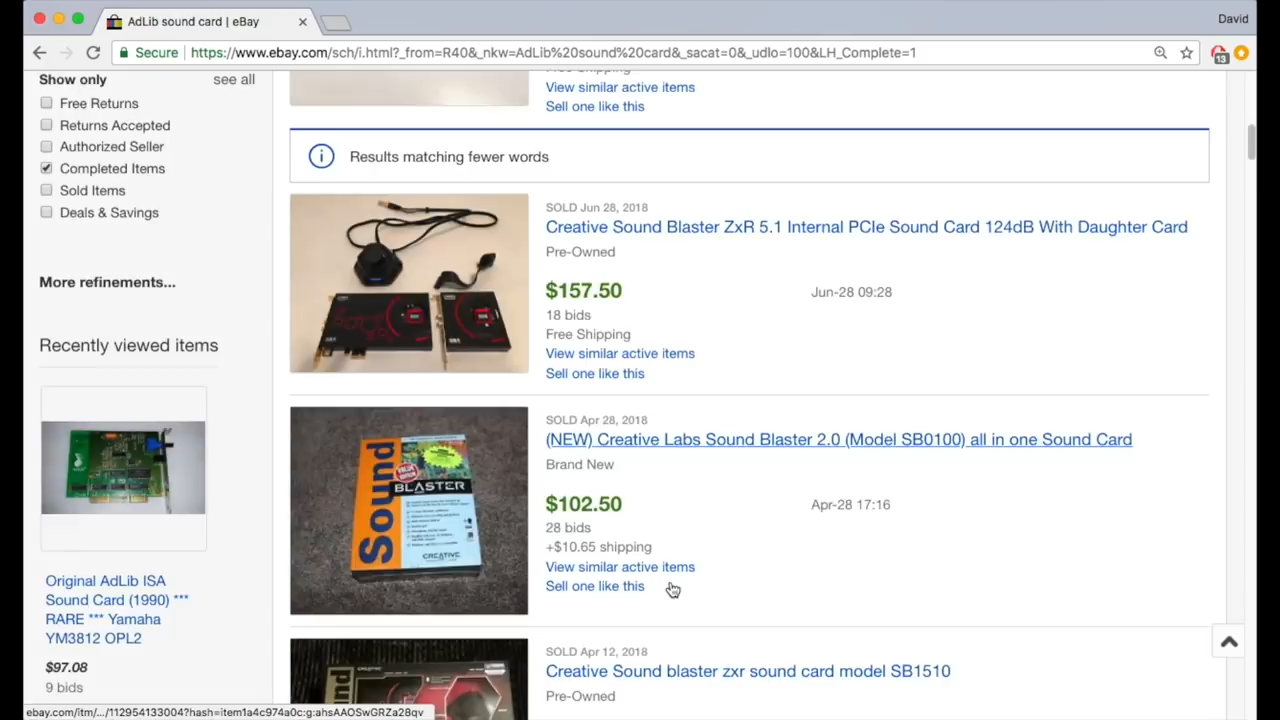 AdLib sound card | eBay
David
Secure
https://www.ebay.com/sch/i.html?_from=R40&_nkw=AdLib%20sound%20card&_sacat=0&_udlo=100&LH_Complete=1
13
Show only
see all
Free Returns
Returns Accepted
Authorized Seller
Completed Items
Sold Items
Deals & Savings
More refinements...
Recently viewed items
Original AdLib ISA
Sound Card (1990) ***
RARE *** Yamaha
YM3812 OPL2
$97.08
9 bids
Free Shipping
View similar active items
Sell one like this
Results matching fewer words
SOLD Jun 28, 2018
Creative Sound Blaster ZxR 5.1 Internal PCIe Sound Card 124dB With Daughter Card
Pre-Owned
$157.50
Jun-28 09:28
18 bids
Free Shipping
View similar active items
Sell one like this
Sound
BLASTER
CREATIVE
SOLD Apr 28, 2018
(NEW) Creative Labs Sound Blaster 2.0 (Model SB0100) all in one Sound Card
Brand New
$102.50
Apr-28 17:16
28 bids
+$10.65 shipping
View similar active items
Sell one like this
SOLD Apr 12, 2018
Creative Sound blaster zxr sound card model SB1510
Pre-Owned
ebay.com/itm/.../112954133004?hash=item1a4c974a0c:g:ahsAAOSwGRZa28qv